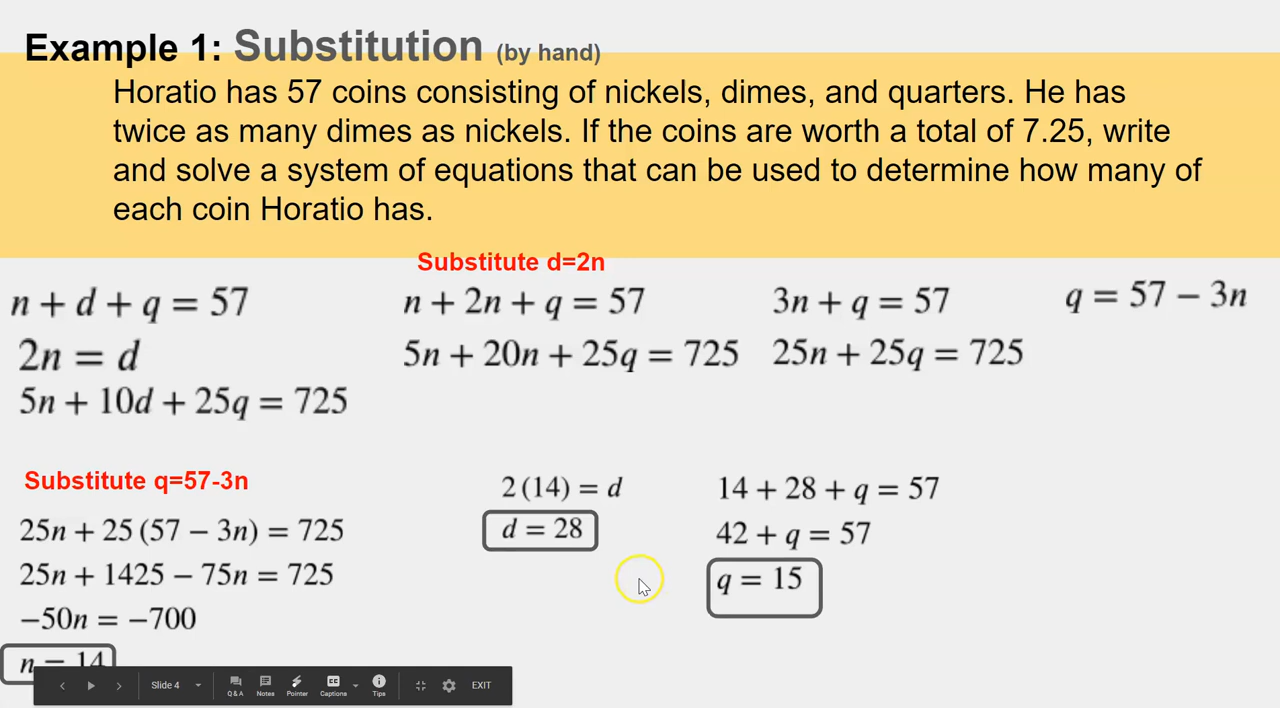 Example 1: Substitution (by hand)
Horatio has 57 coins consisting of nickels, dimes, and quarters. He has
twice as many dimes as nickels. If the coins are worth a total of 7.25, write
and solve a system of equations that can be used to determine how many of
each coin Horatio has.
n + d + q = 57
2n = d
5n + 10d + 25q = 725
Substitute d=2n
n + 2n + q = 57
5n + 20n + 25q = 725
3n + q = 57
25n + 25q = 725
q = 57 − 3n
Substitute q=57-3n
25n + 25 (57 − 3n) = 725
25n + 1425 − 75n = 725
−50n = −700
n = 14
2 (14) = d
d = 28
14 + 28 + q = 57
42 + q = 57
q = 15
Slide 4
Q&A
Notes
Pointer
Captions
Tips
EXIT